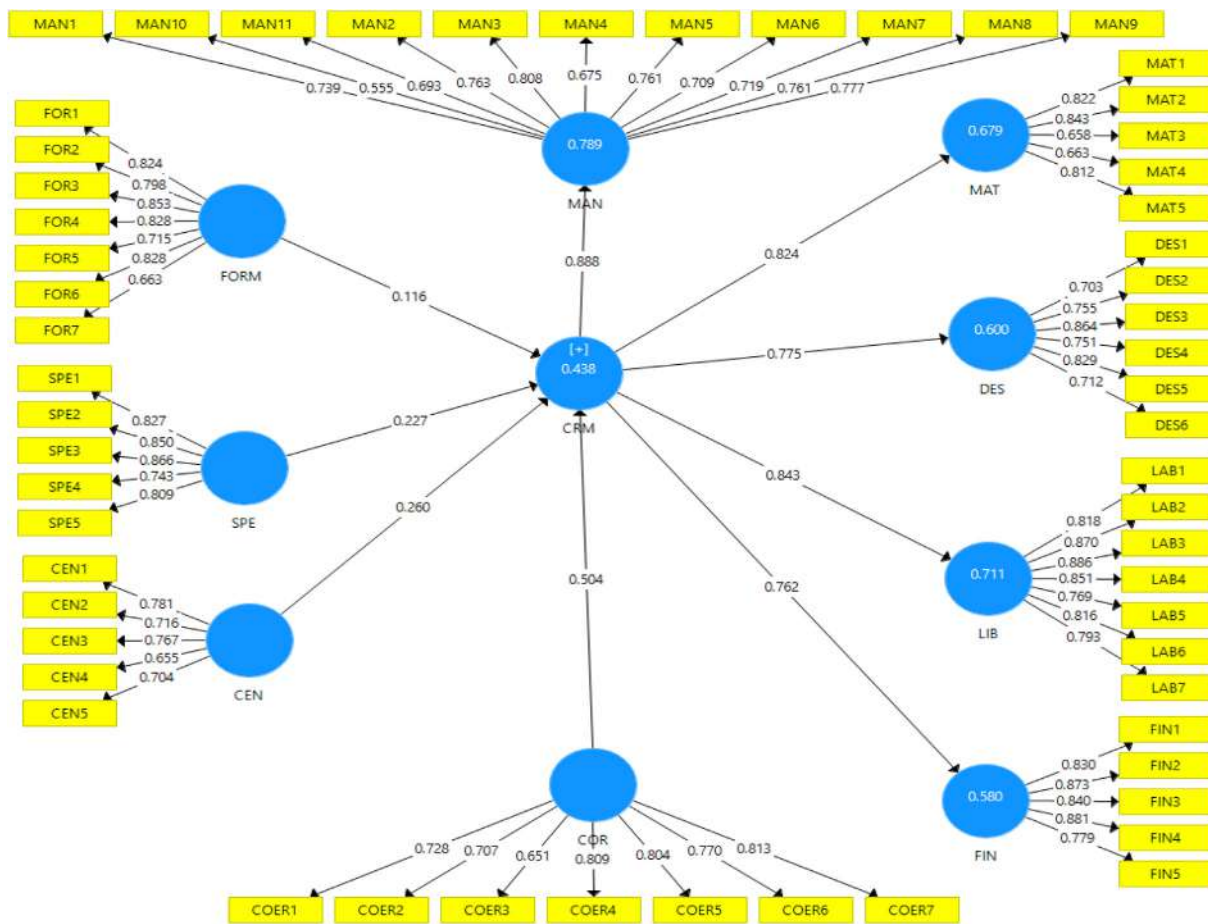 MAN1 MAN10 MAN11 MAN2 MAN3 MAN4 MAN5 MAN6 MAN7 MAN8 MAN9
0.739 0.555 0.693 0.763 0.808 0.675 0.761 0.709 0.719 0.761 0.777
0.789
MAN
0.888
FOR1
FOR2
FOR3
FOR4
FOR5
FOR6
FOR7
0.824
0.798
0.853
0.828
0.715
0.828
0.663
FORM
0.116
SPE1
SPE2
SPE3
SPE4
SPE5
0.827
0.850
0.866
0.743
0.809
SPE
0.227
CEN1
CEN2
CEN3
CEN4
CEN5
0.781
0.716
0.767
0.655
0.704
CEN
0.260
[+]
0.438
CRM
0.504
COR
0.728 0.707 0.651 0.809 0.804 0.770 0.813
COER1 COER2 COER3 COER4 COER5 COER6 COER7
0.824
0.679
MAT
0.822
0.843
0.658
0.663
0.812
MAT1
MAT2
MAT3
MAT4
MAT5
0.775
0.600
DES
0.703
0.755
0.864
0.751
0.829
0.712
DES1
DES2
DES3
DES4
DES5
DES6
0.843
0.711
LIB
0.818
0.870
0.886
0.851
0.769
0.816
0.793
LAB1
LAB2
LAB3
LAB4
LAB5
LAB6
LAB7
0.762
0.580
FIN
0.830
0.873
0.840
0.881
0.779
FIN1
FIN2
FIN3
FIN4
FIN5